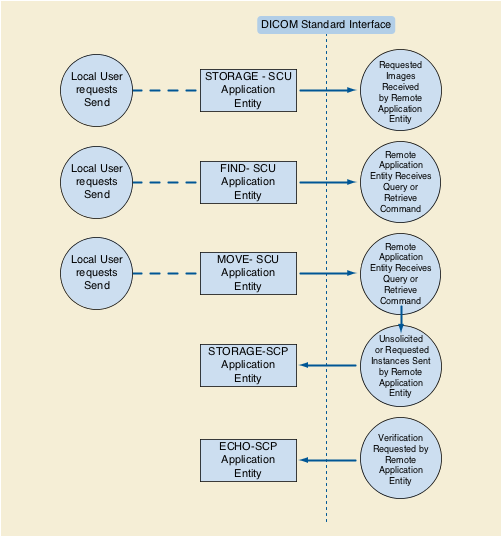 DICOM Standard Interface
Local User
requests
Send
STORAGE - SCU
Application
Entity
Requested
Images
Received
by Remote
Application
Entity
Local User
requests
Send
FIND- SCU
Application
Entity
Remote
Application
Entity Receives
Query or
Retrieve
Command
Local User
requests
Send
MOVE- SCU
Application
Entity
Remote
Application
Entity Receives
Query or
Retrieve
Command
STORAGE-SCP
Application
Entity
Unsolicited
or Requested
Instances Sent
by Remote
Application
Entity
ECHO-SCP
Application
Entity
Verification
Requested by
Remote
Application
Entity